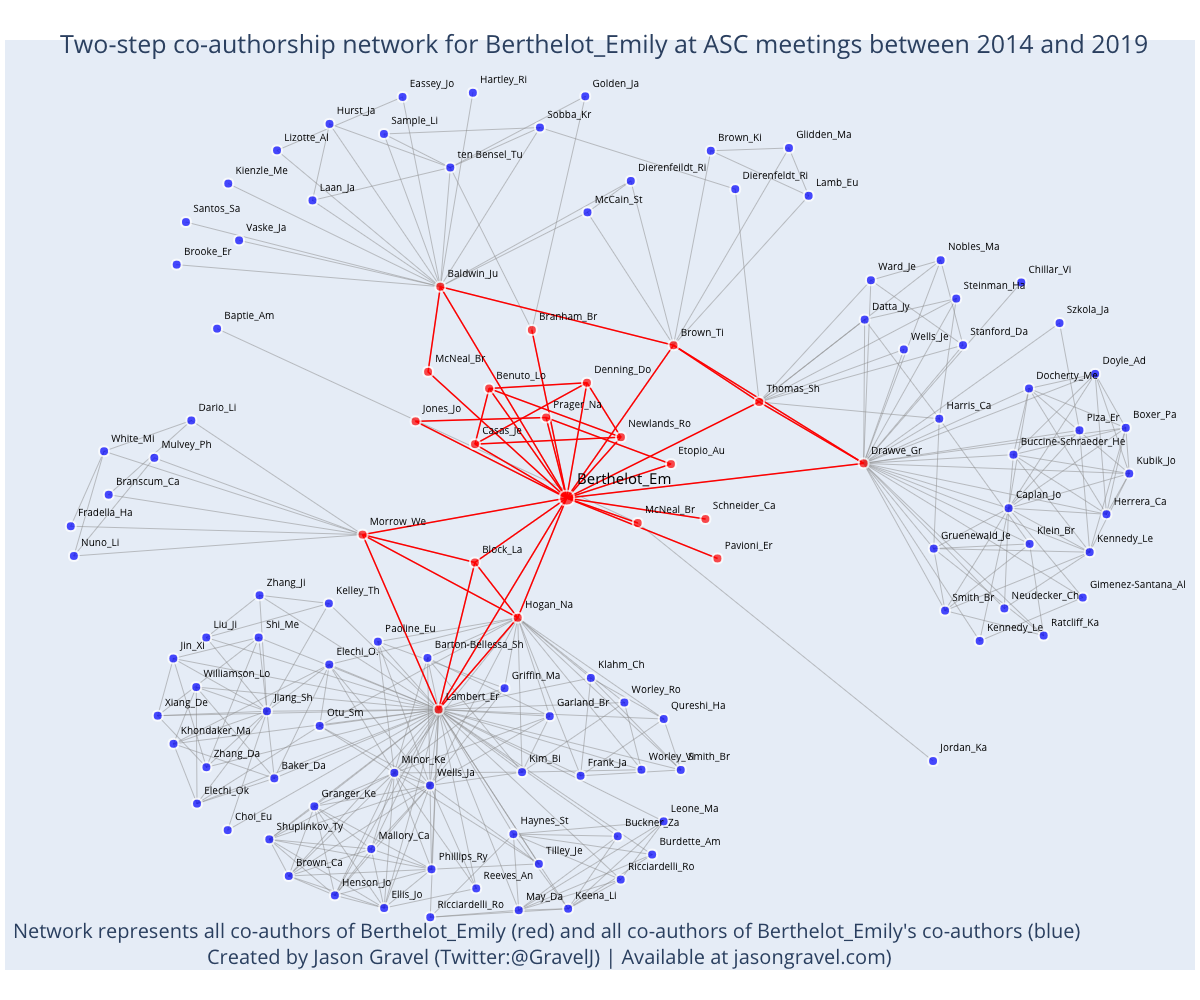 Two-step co-authorship network for Berthelot_Emily at ASC meetings between 2014 and 2019
Eassey_Jo
Hartley_Ri
Golden_Ja
Hurst_Ja
Sample_Li
Sobba_Kr
Lizotte_Al
ten Bensel_Tu
Brown_Ki
Glidden_Ma
Kienzle_Me
Laan_Ja
Dierenfeildt_Ri
Dierenfeldt_Ri
Lamb_Eu
McCain_St
Santos_Sa
Vaske_Ja
Brooke_Er
Nobles_Ma
Ward_Je
Chillar_Vi
Baldwin_Ju
Steinman_Ha
Datta_Jy
Szkola_Ja
Baptie_Am
Branham_Br
Brown_Ti
Wells_Je
Stanford_Da
McNeal_Br
Benuto_Lo
Denning_Do
Thomas_Sh
Docherty_Me
Doyle_Ad
Dario_Li
Jones_Jo
Prager_Na
Newlands_Ro
Harris_Ca
Piza_Er
Boxer_Pa
White_Mi
Mulvey_Ph
Casas_Je
Etopio_Au
Drawve_Gr
Buccine-Schraeder_He
Kubik_Jo
Branscum_Ca
Berthelot_Em
Caplan_Jo
Herrera_Ca
Fradella_Ha
Morrow_We
McNeal_Br
Schneider_Ca
Gruenewald_Je
Klein_Br
Kennedy_Le
Nuno_Li
Block_La
Pavioni_Er
Zhang_Ji
Kelley_Th
Hogan_Na
Smith_Br
Neudecker_Ch
Gimenez-Santana_Al
Liu_Ji
Shi_Me
Paoline_Eu
Kennedy_Le
Ratcliff_Ka
Jin_Xi
Elechi_O.
Barton-Bellessa_Sh
Williamson_Lo
Griffin_Ma
Klahm_Ch
Xiang_De
Jiang_Sh
Lambert_Er
Garland_Br
Worley_Ro
Qureshi_Ha
Khondaker_Ma
Otu_Sm
Zhang_Da
Baker_Da
Minor_Ke
Wells_Ja
Kim_Bi
Frank_Ja
Smith_Br
Jordan_Ka
Elechi_Ok
Granger_Ke
Choi_Eu
Shuplinkov_Ty
Haynes_St
Buckner_Za
Leone_Ma
Mallory_Ca
Burdette_Am
Brown_Ca
Phillips_Ry
Tilley_Je
Ricciardelli_Ro
Henson_Jo
Ellis_Jo
Reeves_An
Ricciardelli_Ro
May_Da
Keena_Li
Network represents all co-authors of Berthelot_Emily (red) and all co-authors of Berthelot_Emily's co-authors (blue)
Created by Jason Gravel (Twitter:@GravelJ) | Available at jasongravel.com)